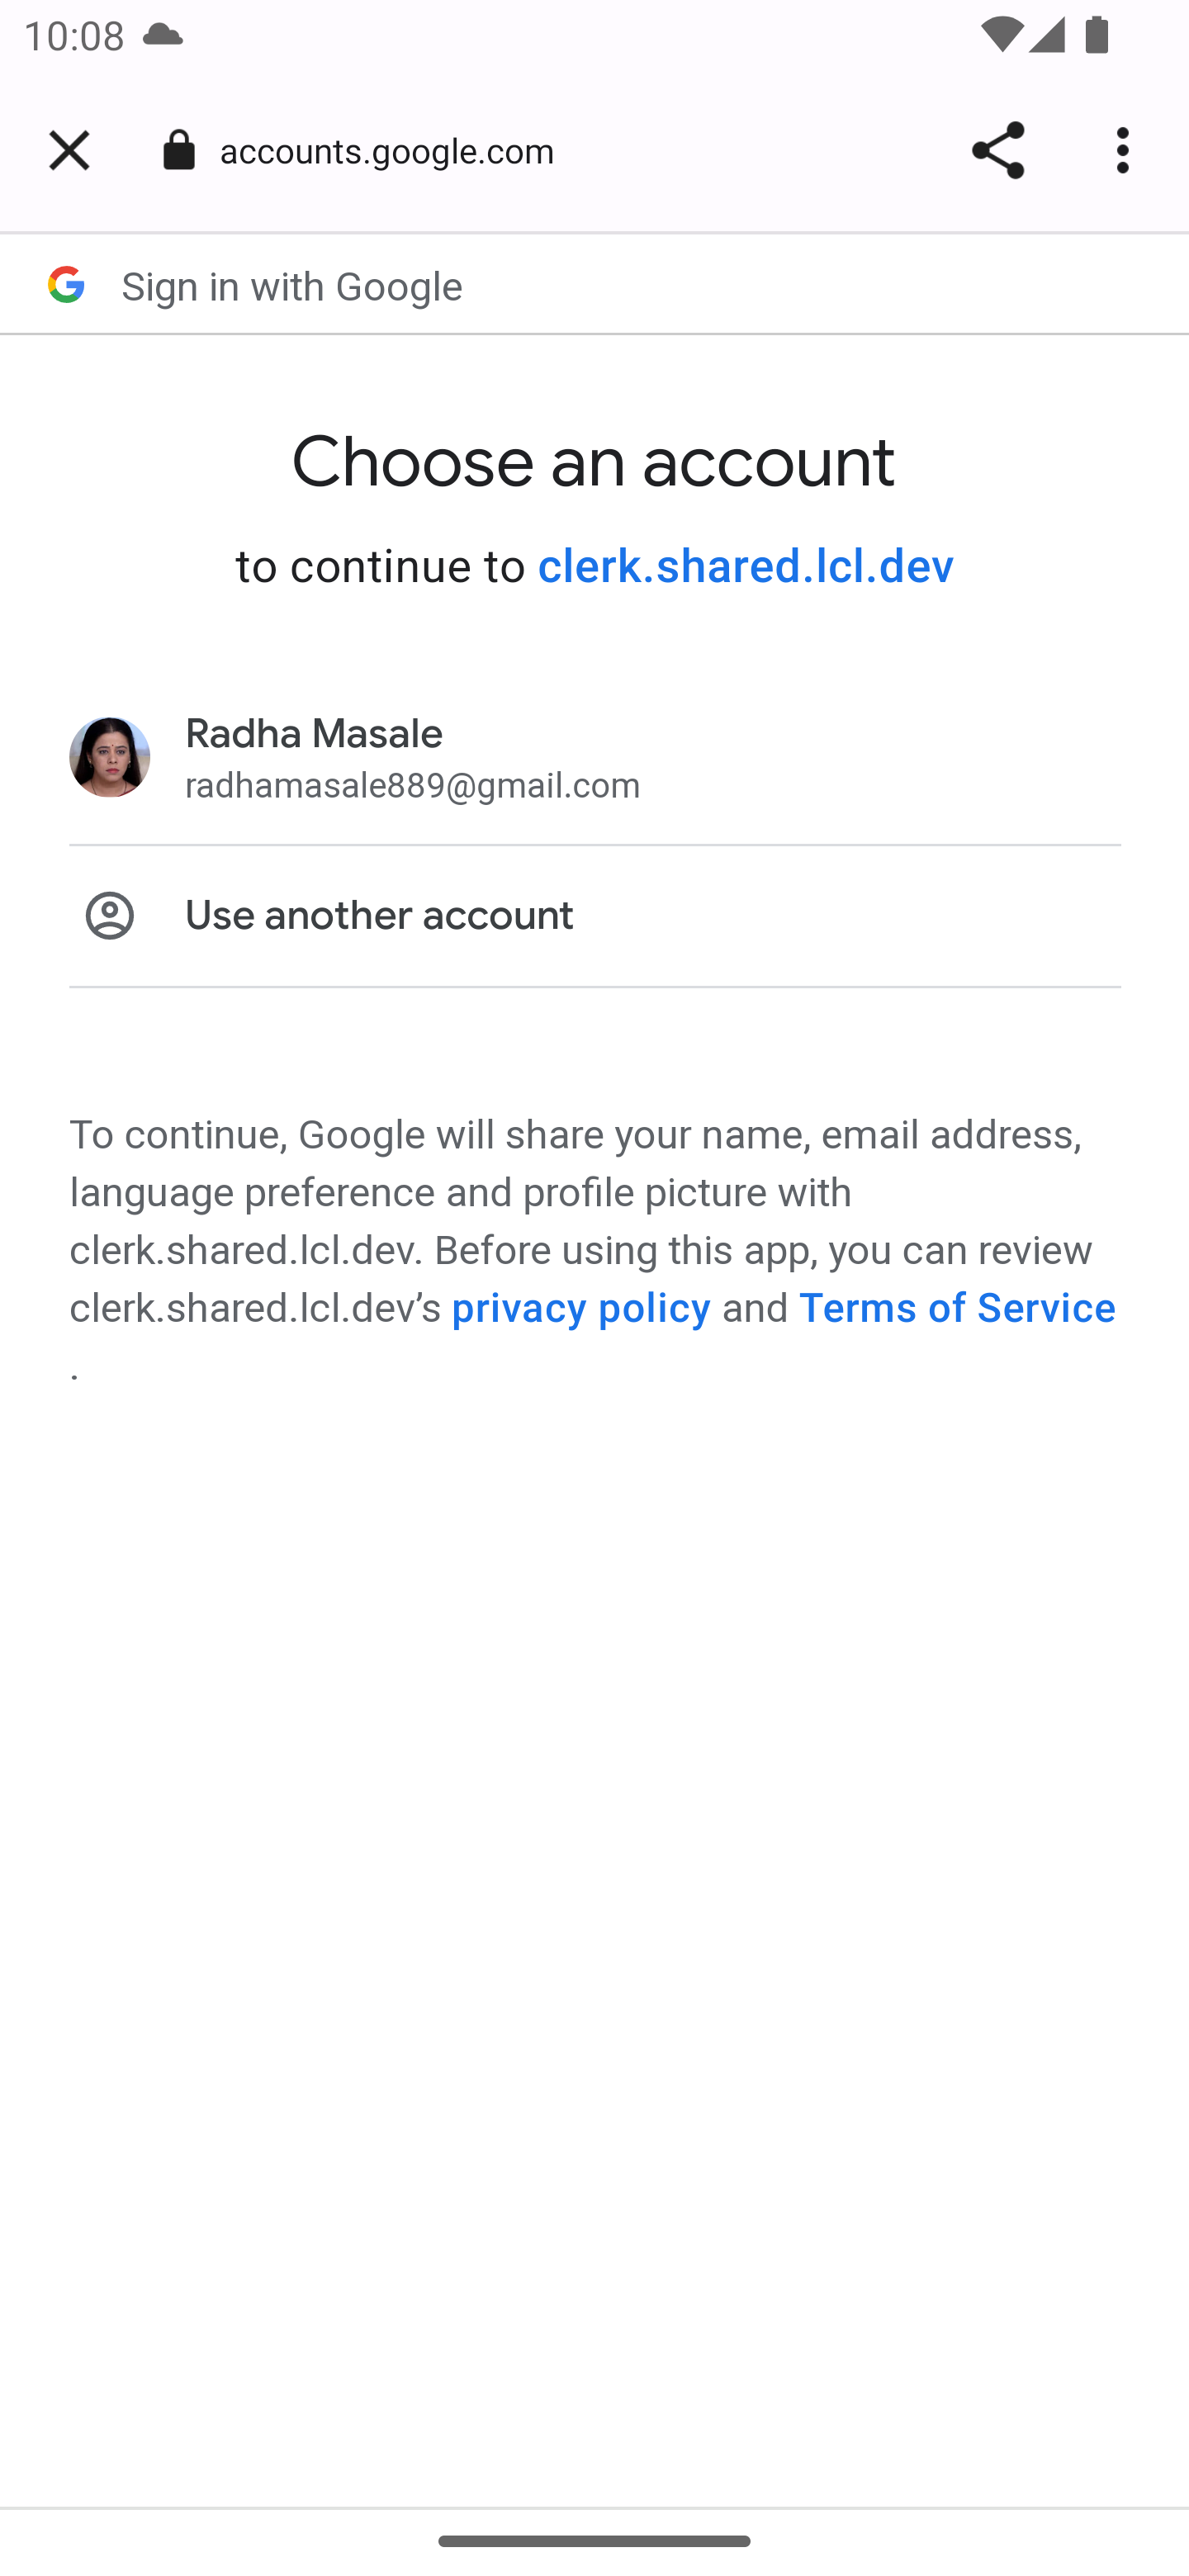 10:08
accounts.google.com
Sign in with Google
Choose an account
to continue to clerk.shared.lcl.dev
Radha Masale
radhamasale889@gmail.com
Use another account
To continue, Google will share your name, email address,
language preference and profile picture with
clerk.shared.lcl.dev. Before using this app, you can review
clerk.shared.lcl.dev’s privacy policy and Terms of Service
.